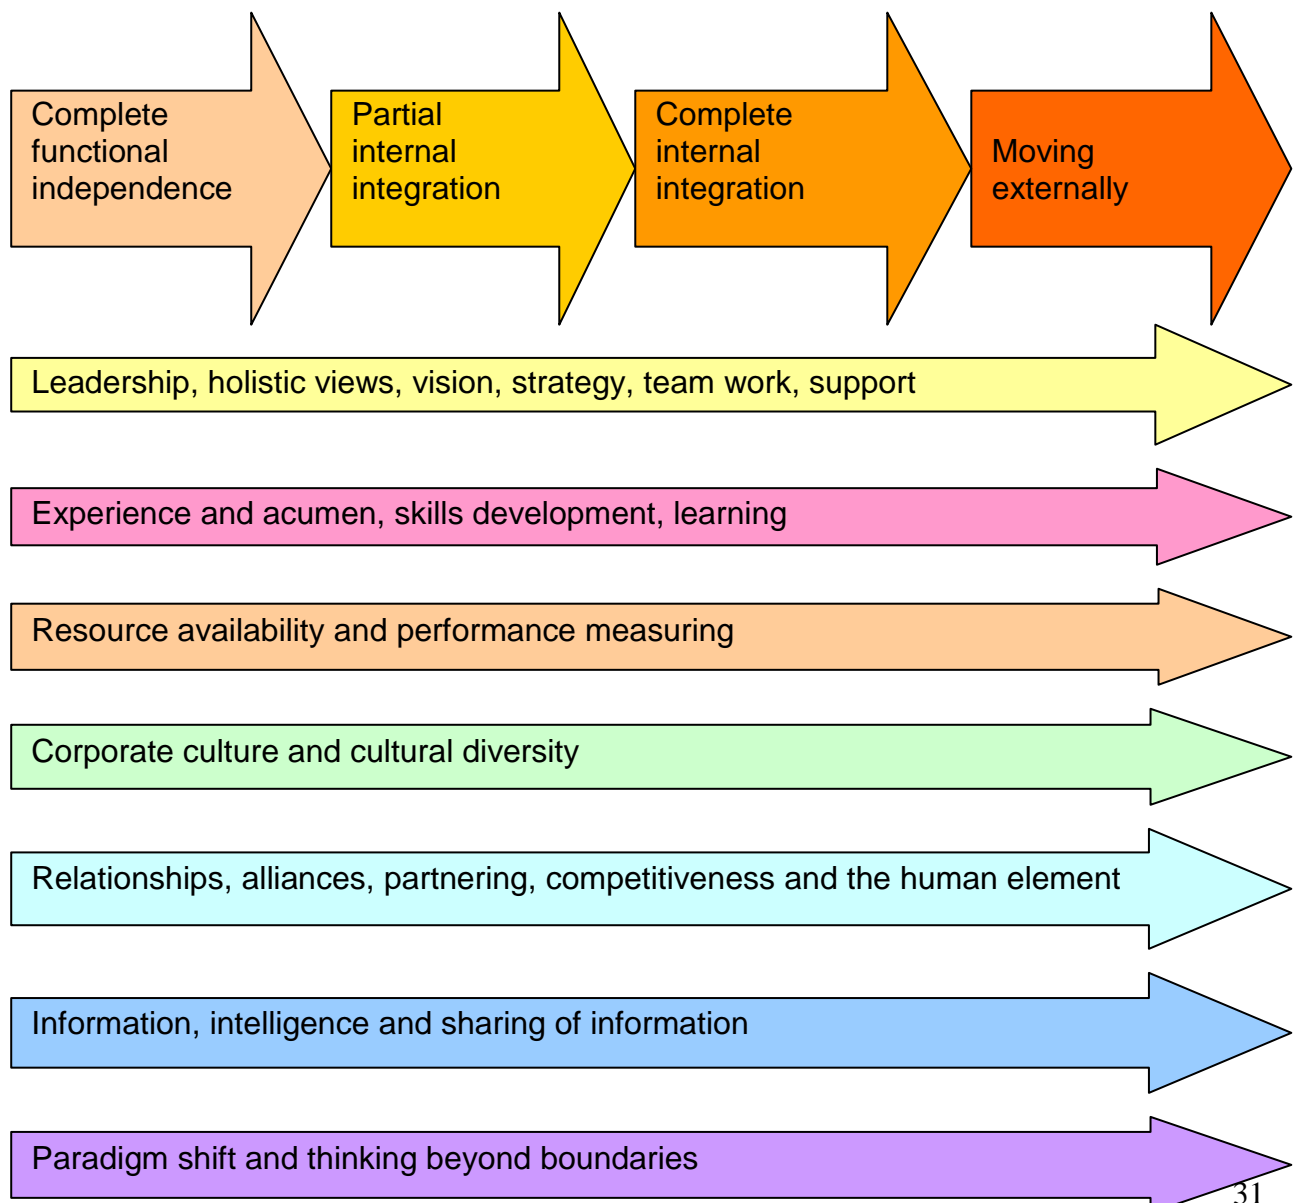 Complete
functional
independence
Partial
internal
integration
Complete
internal
integration
Moving
externally
Leadership, holistic views, vision, strategy, team work, support
Experience and acumen, skills development, learning
Resource availability and performance measuring
Corporate culture and cultural diversity
Relationships, alliances, partnering, competitiveness and the human element
Information, intelligence and sharing of information
Paradigm shift and thinking beyond boundaries
31